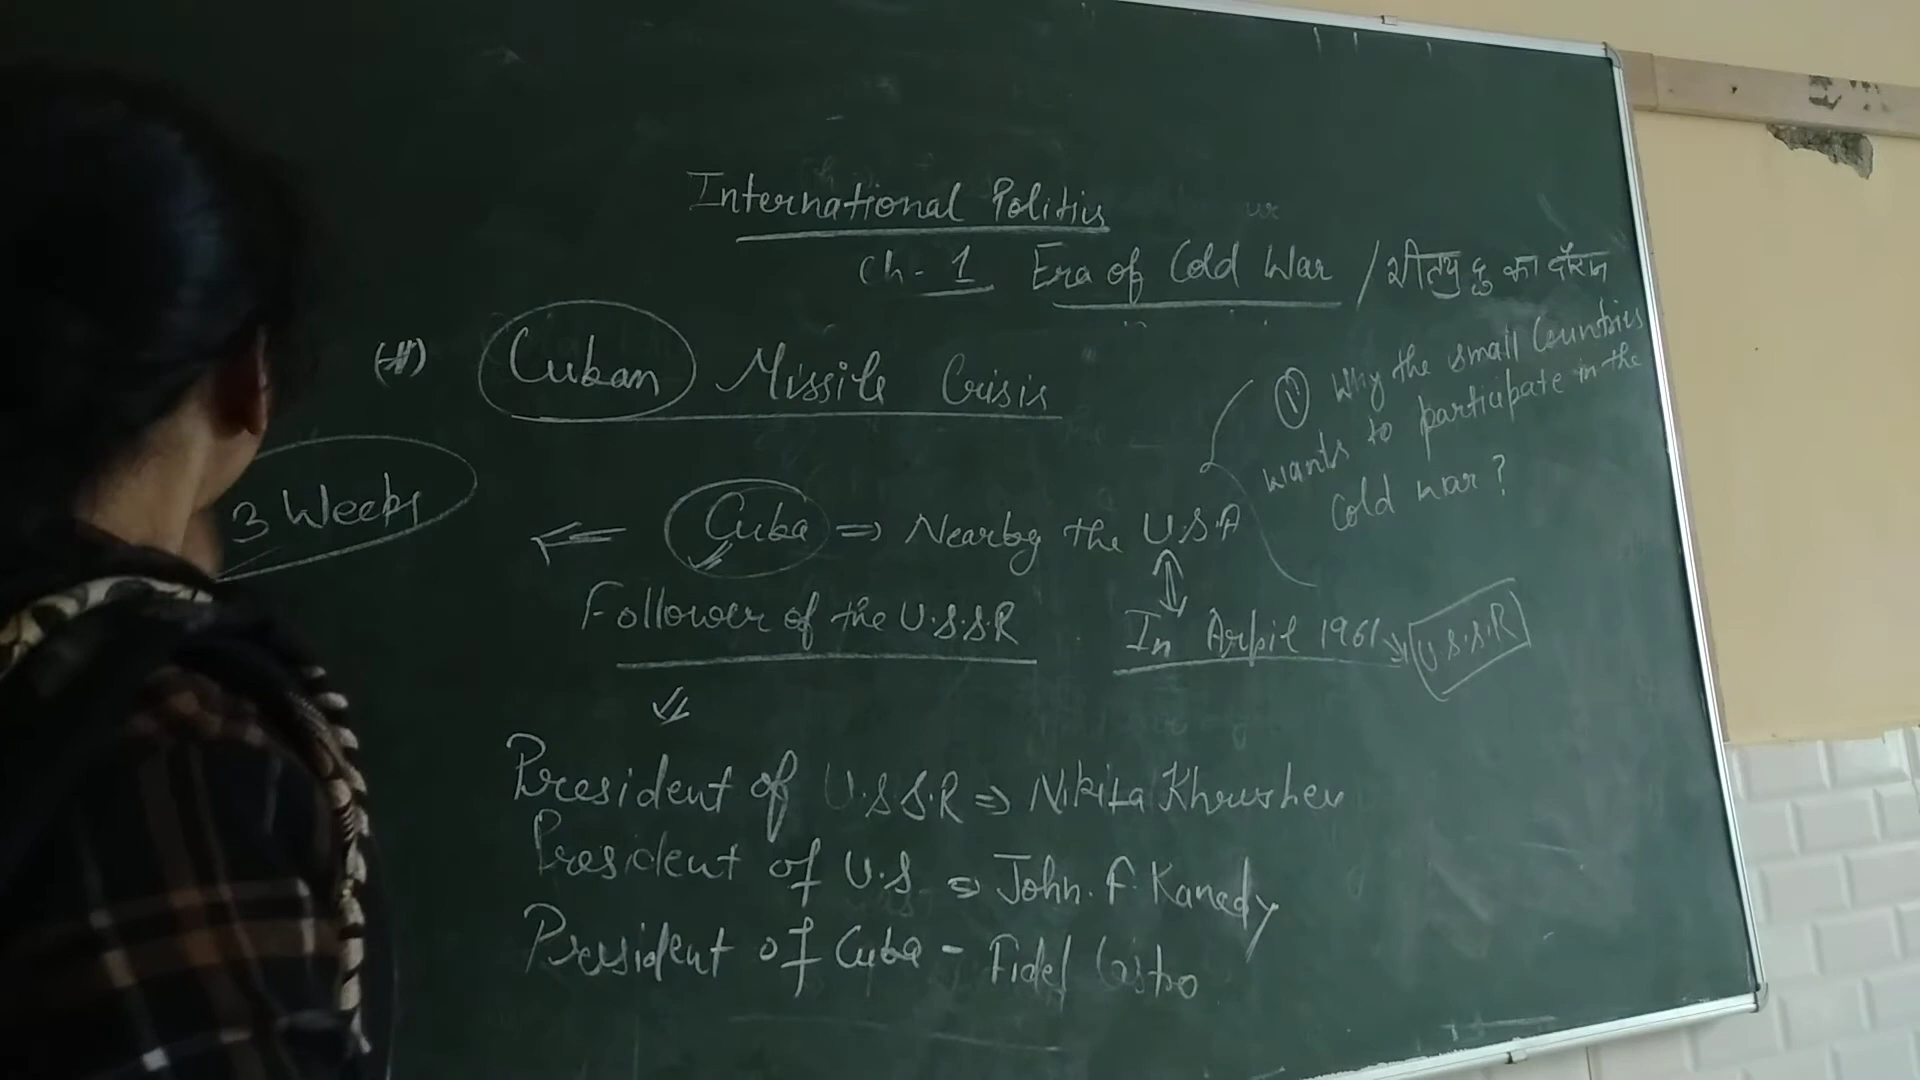 International Politics
Ch-1 Era of Cold War / शीतयुद्ध का दौर
Cuban Missile Crisis
① Why the small Countries
wants to participate in the
Cold war?
3 Weeks
Cuba ⇒ Nearby the U.S.A
Follower of the U.S.S.R
In Arpil 1961 → U.S.S.R
President of U.S.S.R ⇒ Nikita Khrushev
President of U.S ⇒ John. F Kanedy
President of Cuba - Fidel Castro